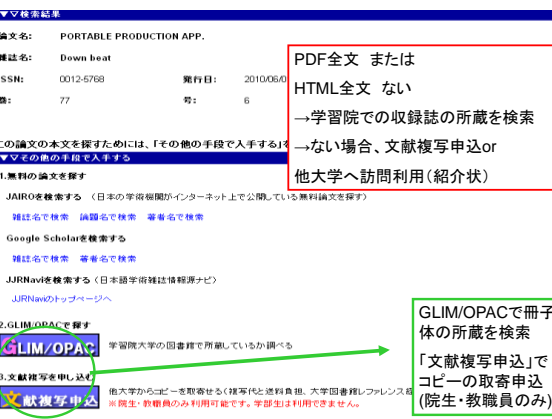 ▼▽検索結果
論文名: PORTABLE PRODUCTION APP.
雑誌名: Down beat
ISSN: 0012-5768 発行日: 2010/06/0
巻: 77 号: 6
PDF全文 または
HTML全文 ない
→学習院での収録誌の所蔵を検索
→ない場合、文献複写申込or
他大学へ訪問利用(紹介状)
この論文の本文を探すためには、「その他の手段で入手する」を
▼▽その他の手段で入手する
1.無料の論文を探す
JAIROを検索する (日本の学術機関がインターネット上で公開している無料論文を探す)
雑誌名で検索 論題名で検索 著者名で検索
Google Scholarを検索する
雑誌名で検索 著者名で検索
JJRNaviを検索する (日本語学術雑誌情報源ナビ)
JJRNaviのトップページへ
2.GLIM/OPACで探す
GLIM/OPAC 学習院大学の図書館で所蔵しているか調べる
3.文献複写を申し込む
文献複写申込 他大学からコピーを取寄せる(複写代と送料負担、大学図書館レファレンス経
※院生・教職員のみ利用可能です。学部生は利用できません。
GLIM/OPACで冊子
体の所蔵を検索
「文献複写申込」で
コピーの取寄申込
(院生・教職員のみ)